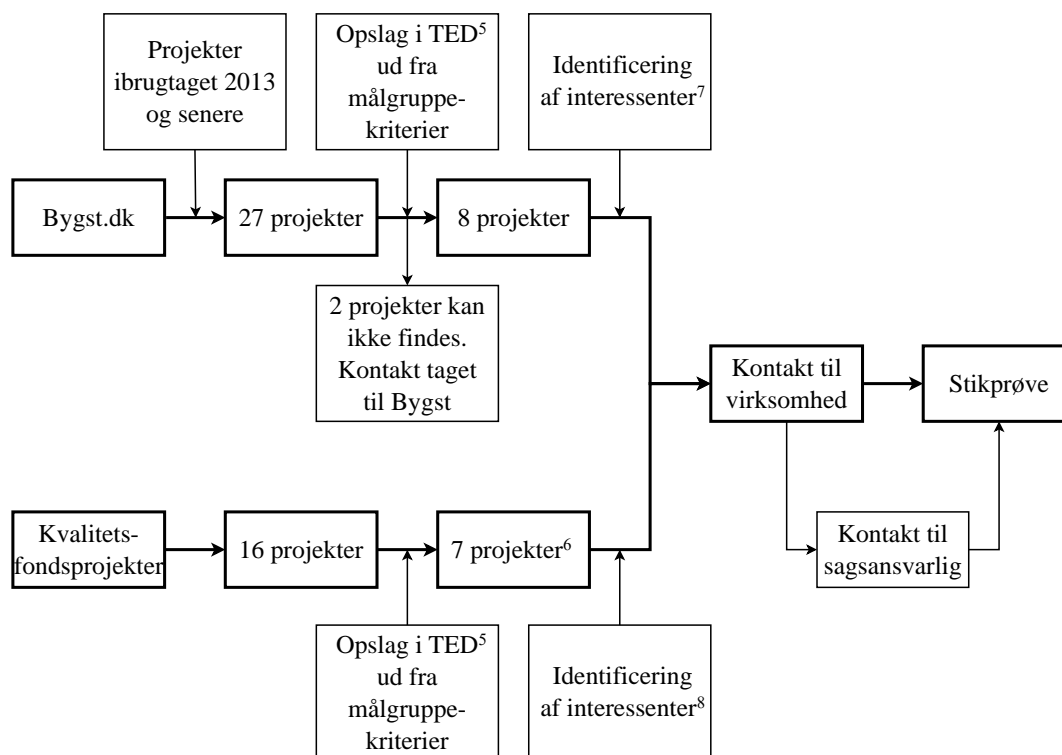 Projekter
ibrugtaget 2013
og senere
Opslag i TED⁵
ud fra
målgruppe-
kriterier
Identificering
af interessenter⁷
Bygst.dk
27 projekter
8 projekter
2 projekter kan
ikke findes.
Kontakt taget
til Bygst
Kontakt til
virksomhed
Stikprøve
Kontakt til
sagsansvarlig
Kvalitets-
fondsprojekter
16 projekter
7 projekter⁶
Opslag i TED⁵
ud fra
målgruppe-
kriterier
Identificering
af interessenter⁸